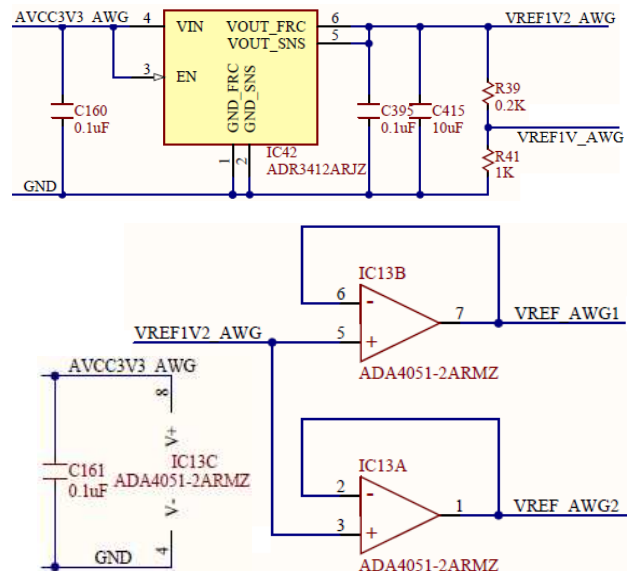 AVCC3V3_AWG
4
VIN
VOUT_FRC
6
VREF1V2_AWG
VOUT_SNS
5
3
EN
GND_FRC
GND_SNS
C160
0.1uF
C395
0.1uF
C415
10uF
R39
0.2K
VREF1V_AWG
R41
1K
1
2
IC42
ADR3412ARJZ
GND
IC13B
6
-
7
VREF_AWG1
VREF1V2_AWG
5
+
ADA4051-2ARMZ
AVCC3V3_AWG
8
V+
C161
0.1uF
IC13C
ADA4051-2ARMZ
V-
4
GND
IC13A
2
-
1
VREF_AWG2
3
+
ADA4051-2ARMZ